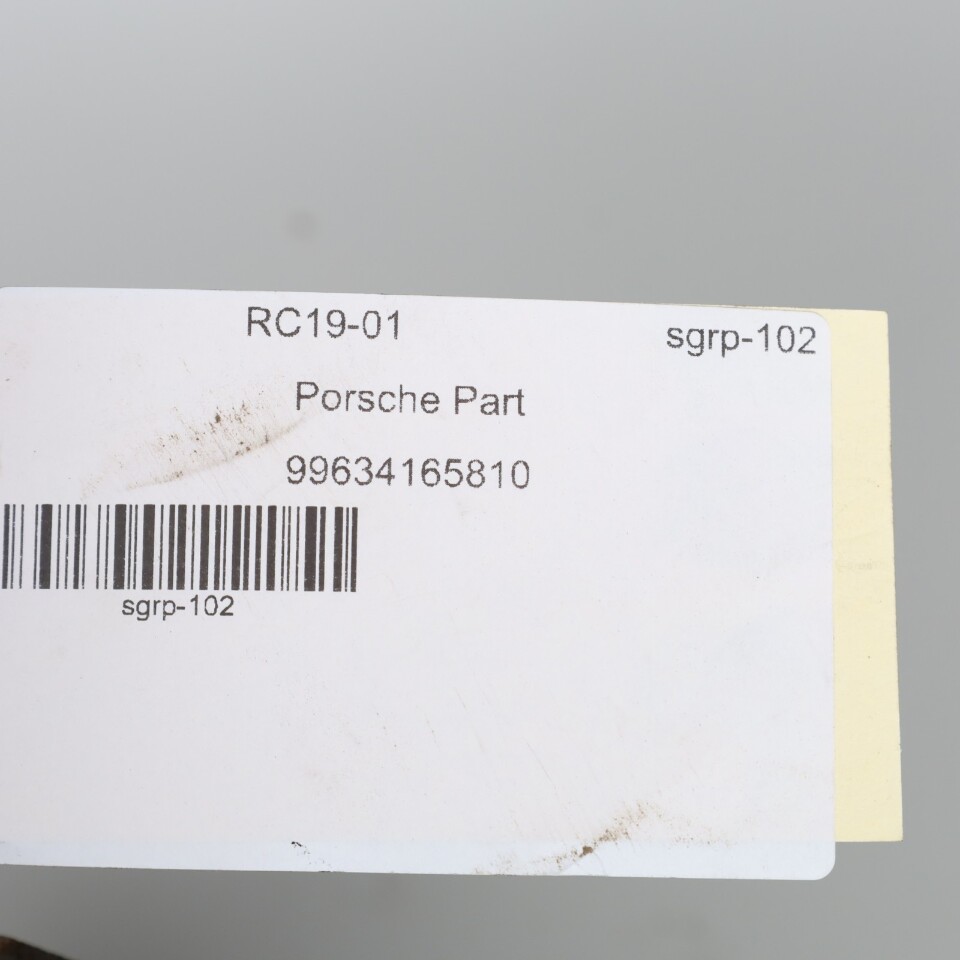 RC19-01
sgrp-102
Porsche Part
99634165810
sgrp-102